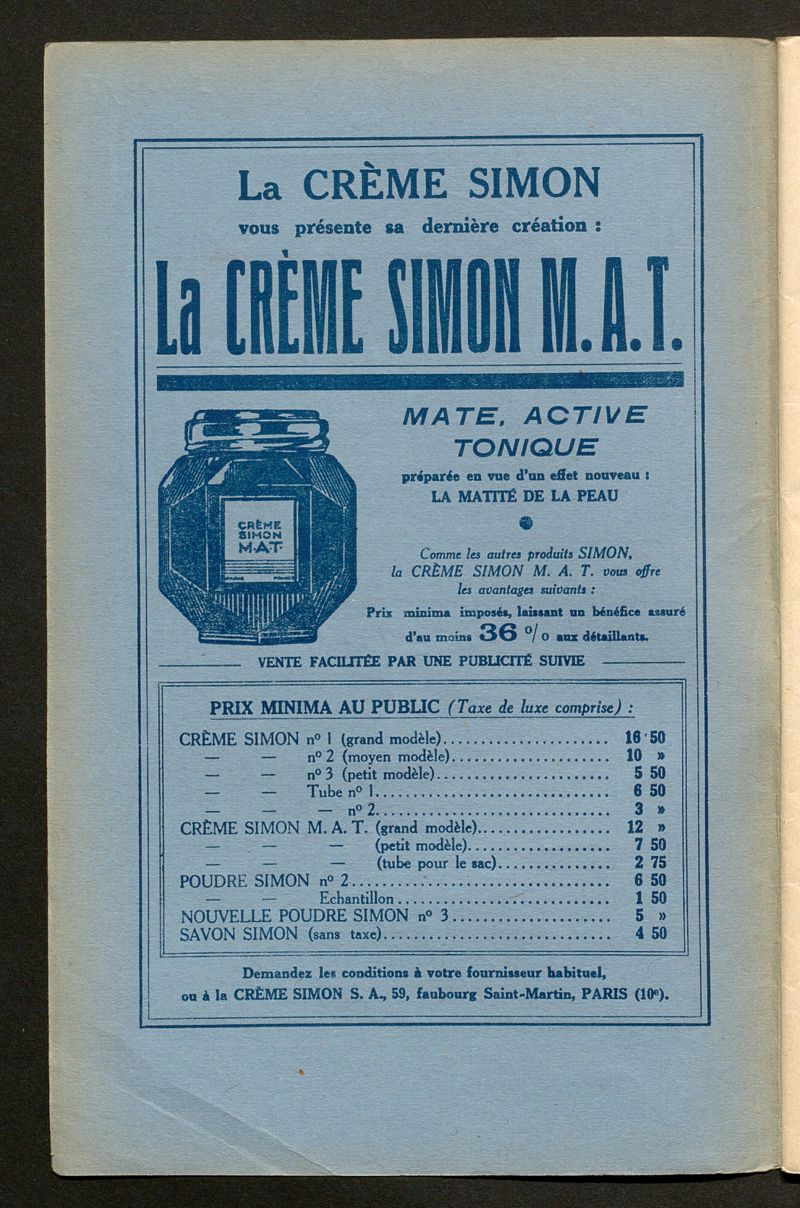 La CRÈME SIMON
vous présente sa dernière création :
La CRÈME SIMON M.A.T.
MATE, ACTIVE
TONIQUE
préparée en vue d'un effet nouveau :
LA MATITÉ DE LA PEAU
CRÈME
SIMON
M.A.T.
PARIS FRANCE
Comme les autres produits SIMON,
la CRÈME SIMON M. A. T. vous offre
les avantages suivants :
Prix minima imposés, laissant un bénéfice assuré
d'au moins 36 % aux détaillants.
VENTE FACILITÉE PAR UNE PUBLICITÉ SUIVIE
PRIX MINIMA AU PUBLIC (Taxe de luxe comprise) :
CRÈME SIMON nº 1 (grand modèle)...................... 16 50
— — nº 2 (moyen modèle)..................... 10 »
— — nº 3 (petit modèle)....................... 5 50
— — Tube nº 1............................... 6 50
— — — nº 2............................... 3 »
CRÈME SIMON M. A. T. (grand modèle).................. 12 »
— — — (petit modèle)................... 7 50
— — — (tube pour le sac)............... 2 75
POUDRE SIMON nº 2.................................. 6 50
— — Echantillon............................ 1 50
NOUVELLE POUDRE SIMON nº 3..................... 5 »
SAVON SIMON (sans taxe).............................. 4 50
Demandez les conditions à votre fournisseur habituel,
ou à la CRÈME SIMON S. A., 59, faubourg Saint-Martin, PARIS (10e).